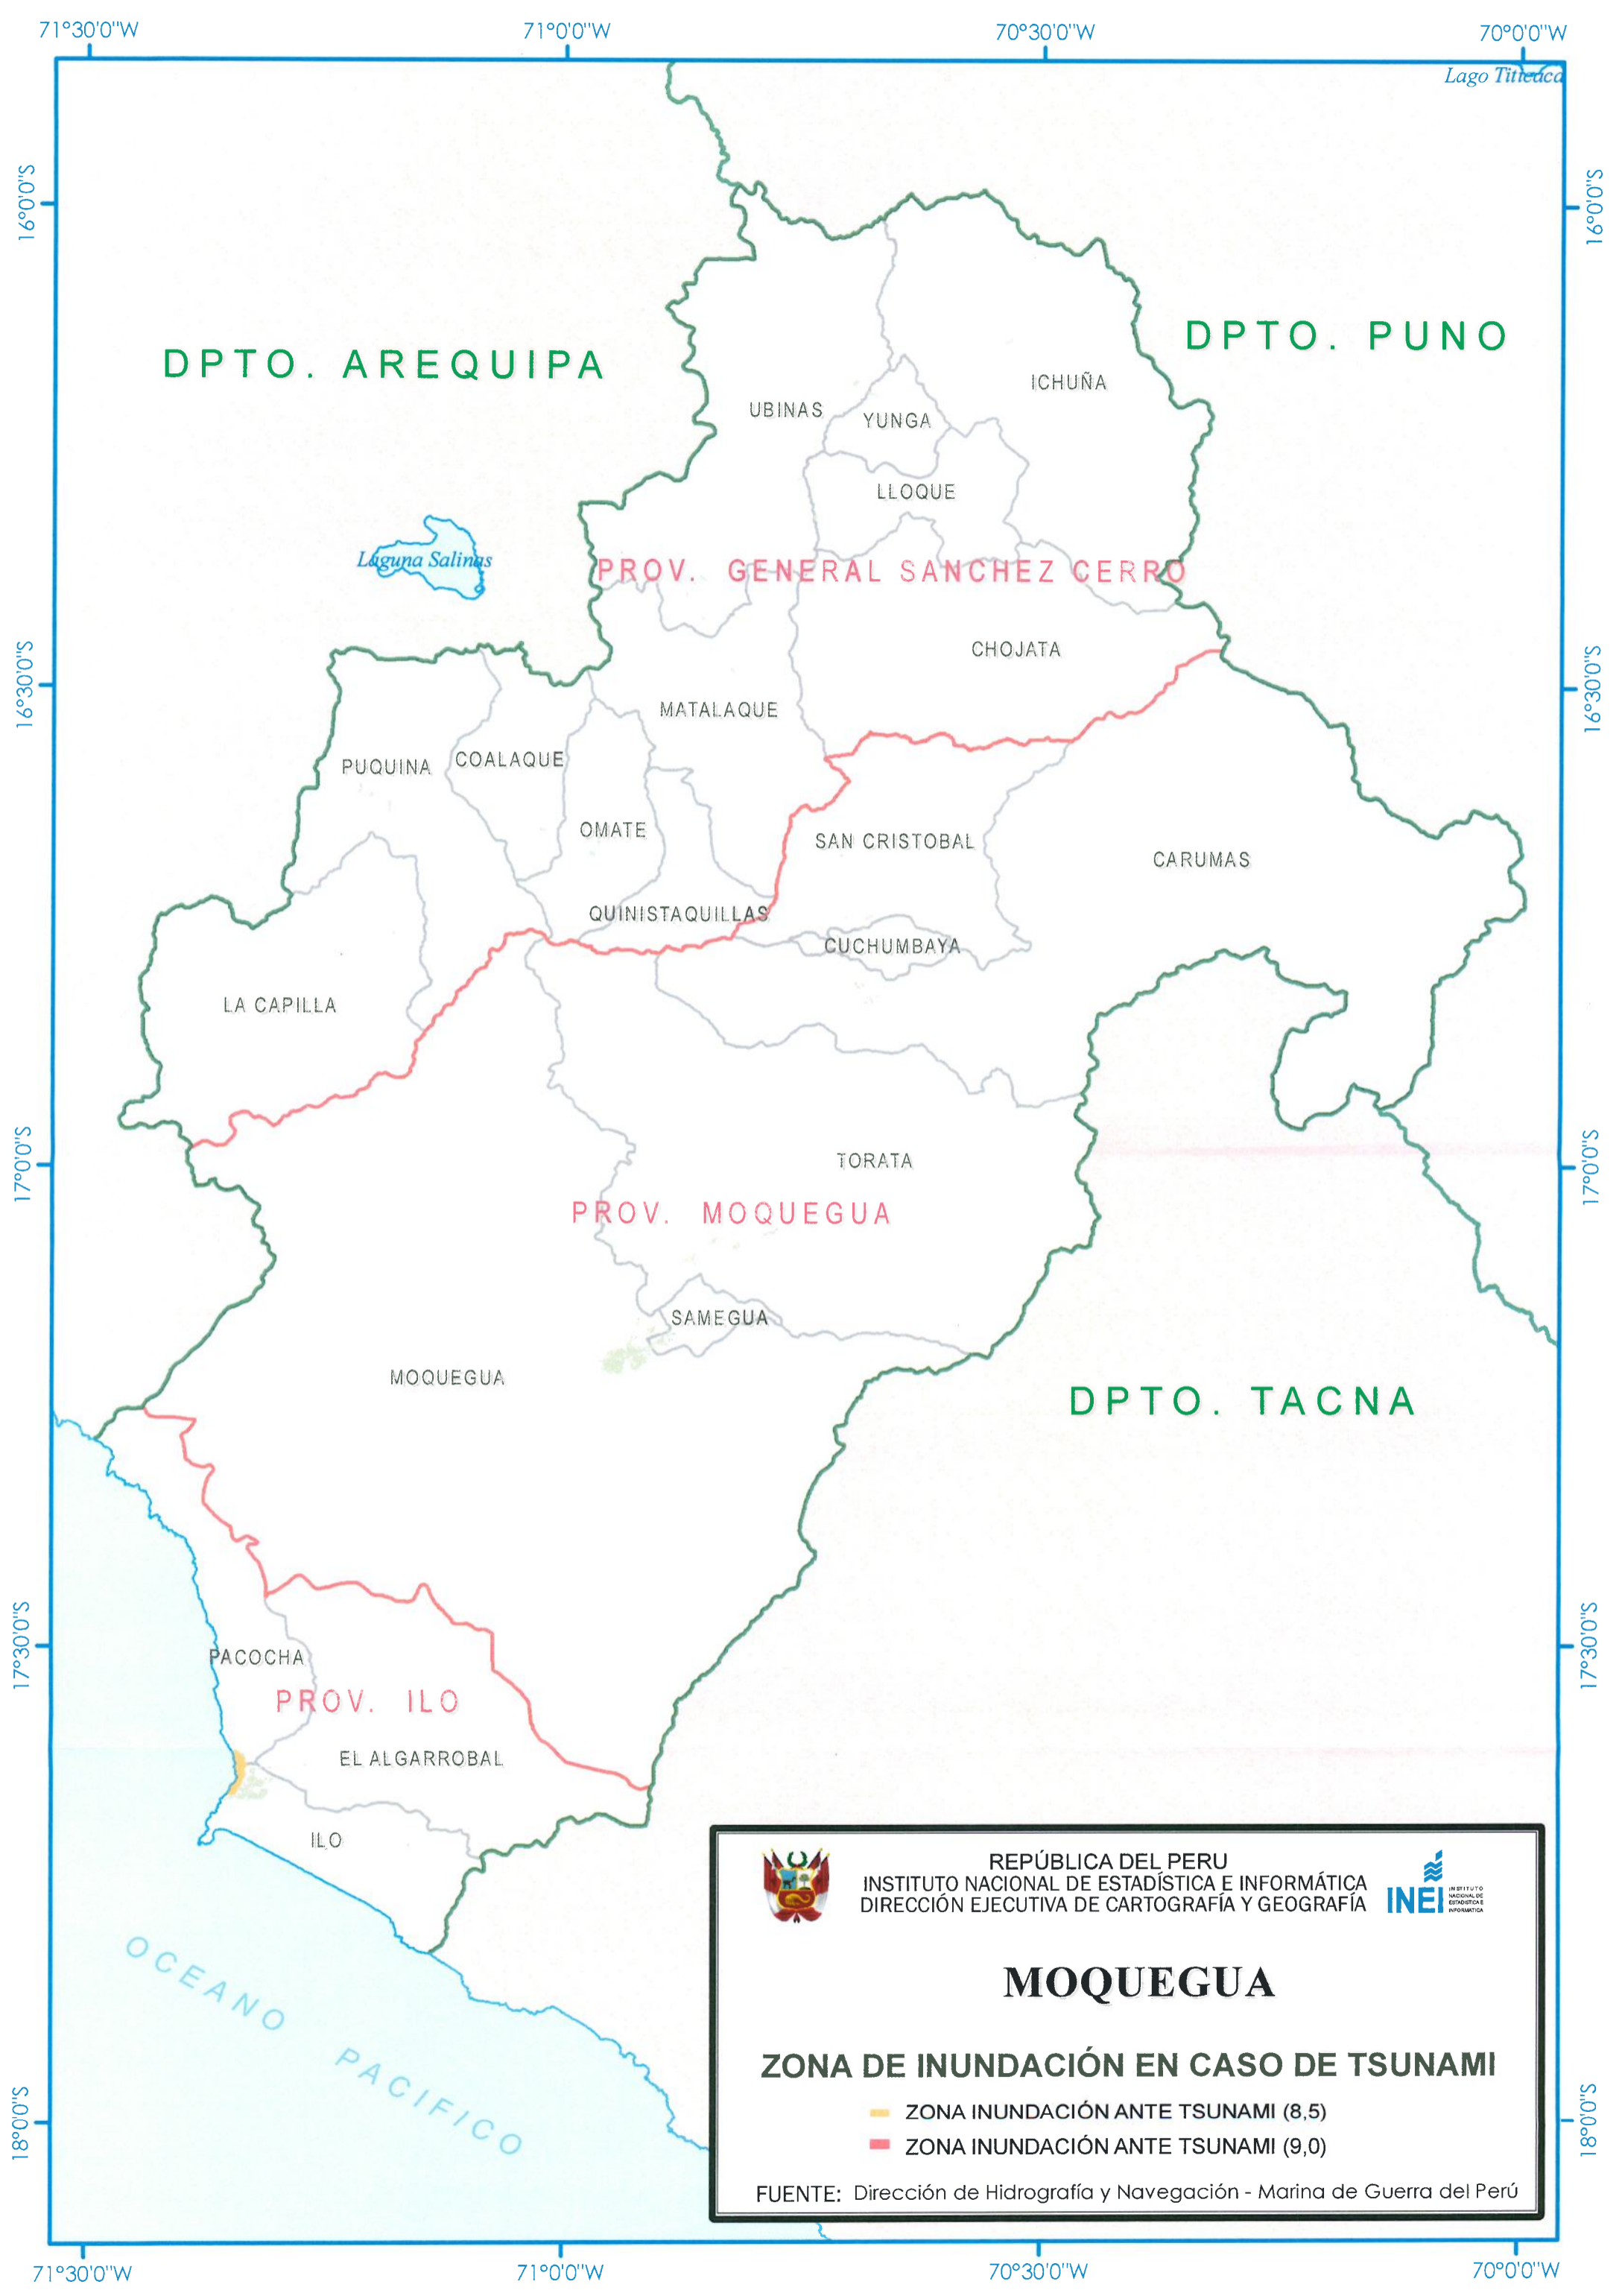 71°30'0"W
71°0'0"W
70°30'0"W
70°0'0"W
Lago Titicaca
16°0'0"S
16°0'0"S
DPTO. AREQUIPA
DPTO. PUNO
ICHUÑA
UBINAS
YUNGA
LLOQUE
Laguna Salinas
PROV. GENERAL SANCHEZ CERRO
CHOJATA
16°30'0"S
16°30'0"S
MATALAQUE
PUQUINA
COALAQUE
OMATE
SAN CRISTOBAL
CARUMAS
QUINISTAQUILLAS
CUCHUMBAYA
LA CAPILLA
17°0'0"S
17°0'0"S
TORATA
PROV. MOQUEGUA
SAMEGUA
MOQUEGUA
DPTO. TACNA
17°30'0"S
17°30'0"S
PACOCHA
PROV. ILO
EL ALGARROBAL
ILO
OCEANO PACIFICO
18°0'0"S
18°0'0"S
REPÚBLICA DEL PERU
INSTITUTO NACIONAL DE ESTADÍSTICA E INFORMÁTICA
DIRECCIÓN EJECUTIVA DE CARTOGRAFÍA Y GEOGRAFÍA
INEI
INSTITUTO
NACIONAL DE
ESTADISTICA E
INFORMATICA
MOQUEGUA
ZONA DE INUNDACIÓN EN CASO DE TSUNAMI
ZONA INUNDACIÓN ANTE TSUNAMI (8,5)
ZONA INUNDACIÓN ANTE TSUNAMI (9,0)
FUENTE: Dirección de Hidrografía y Navegación - Marina de Guerra del Perú
71°30'0"W
71°0'0"W
70°30'0"W
70°0'0"W